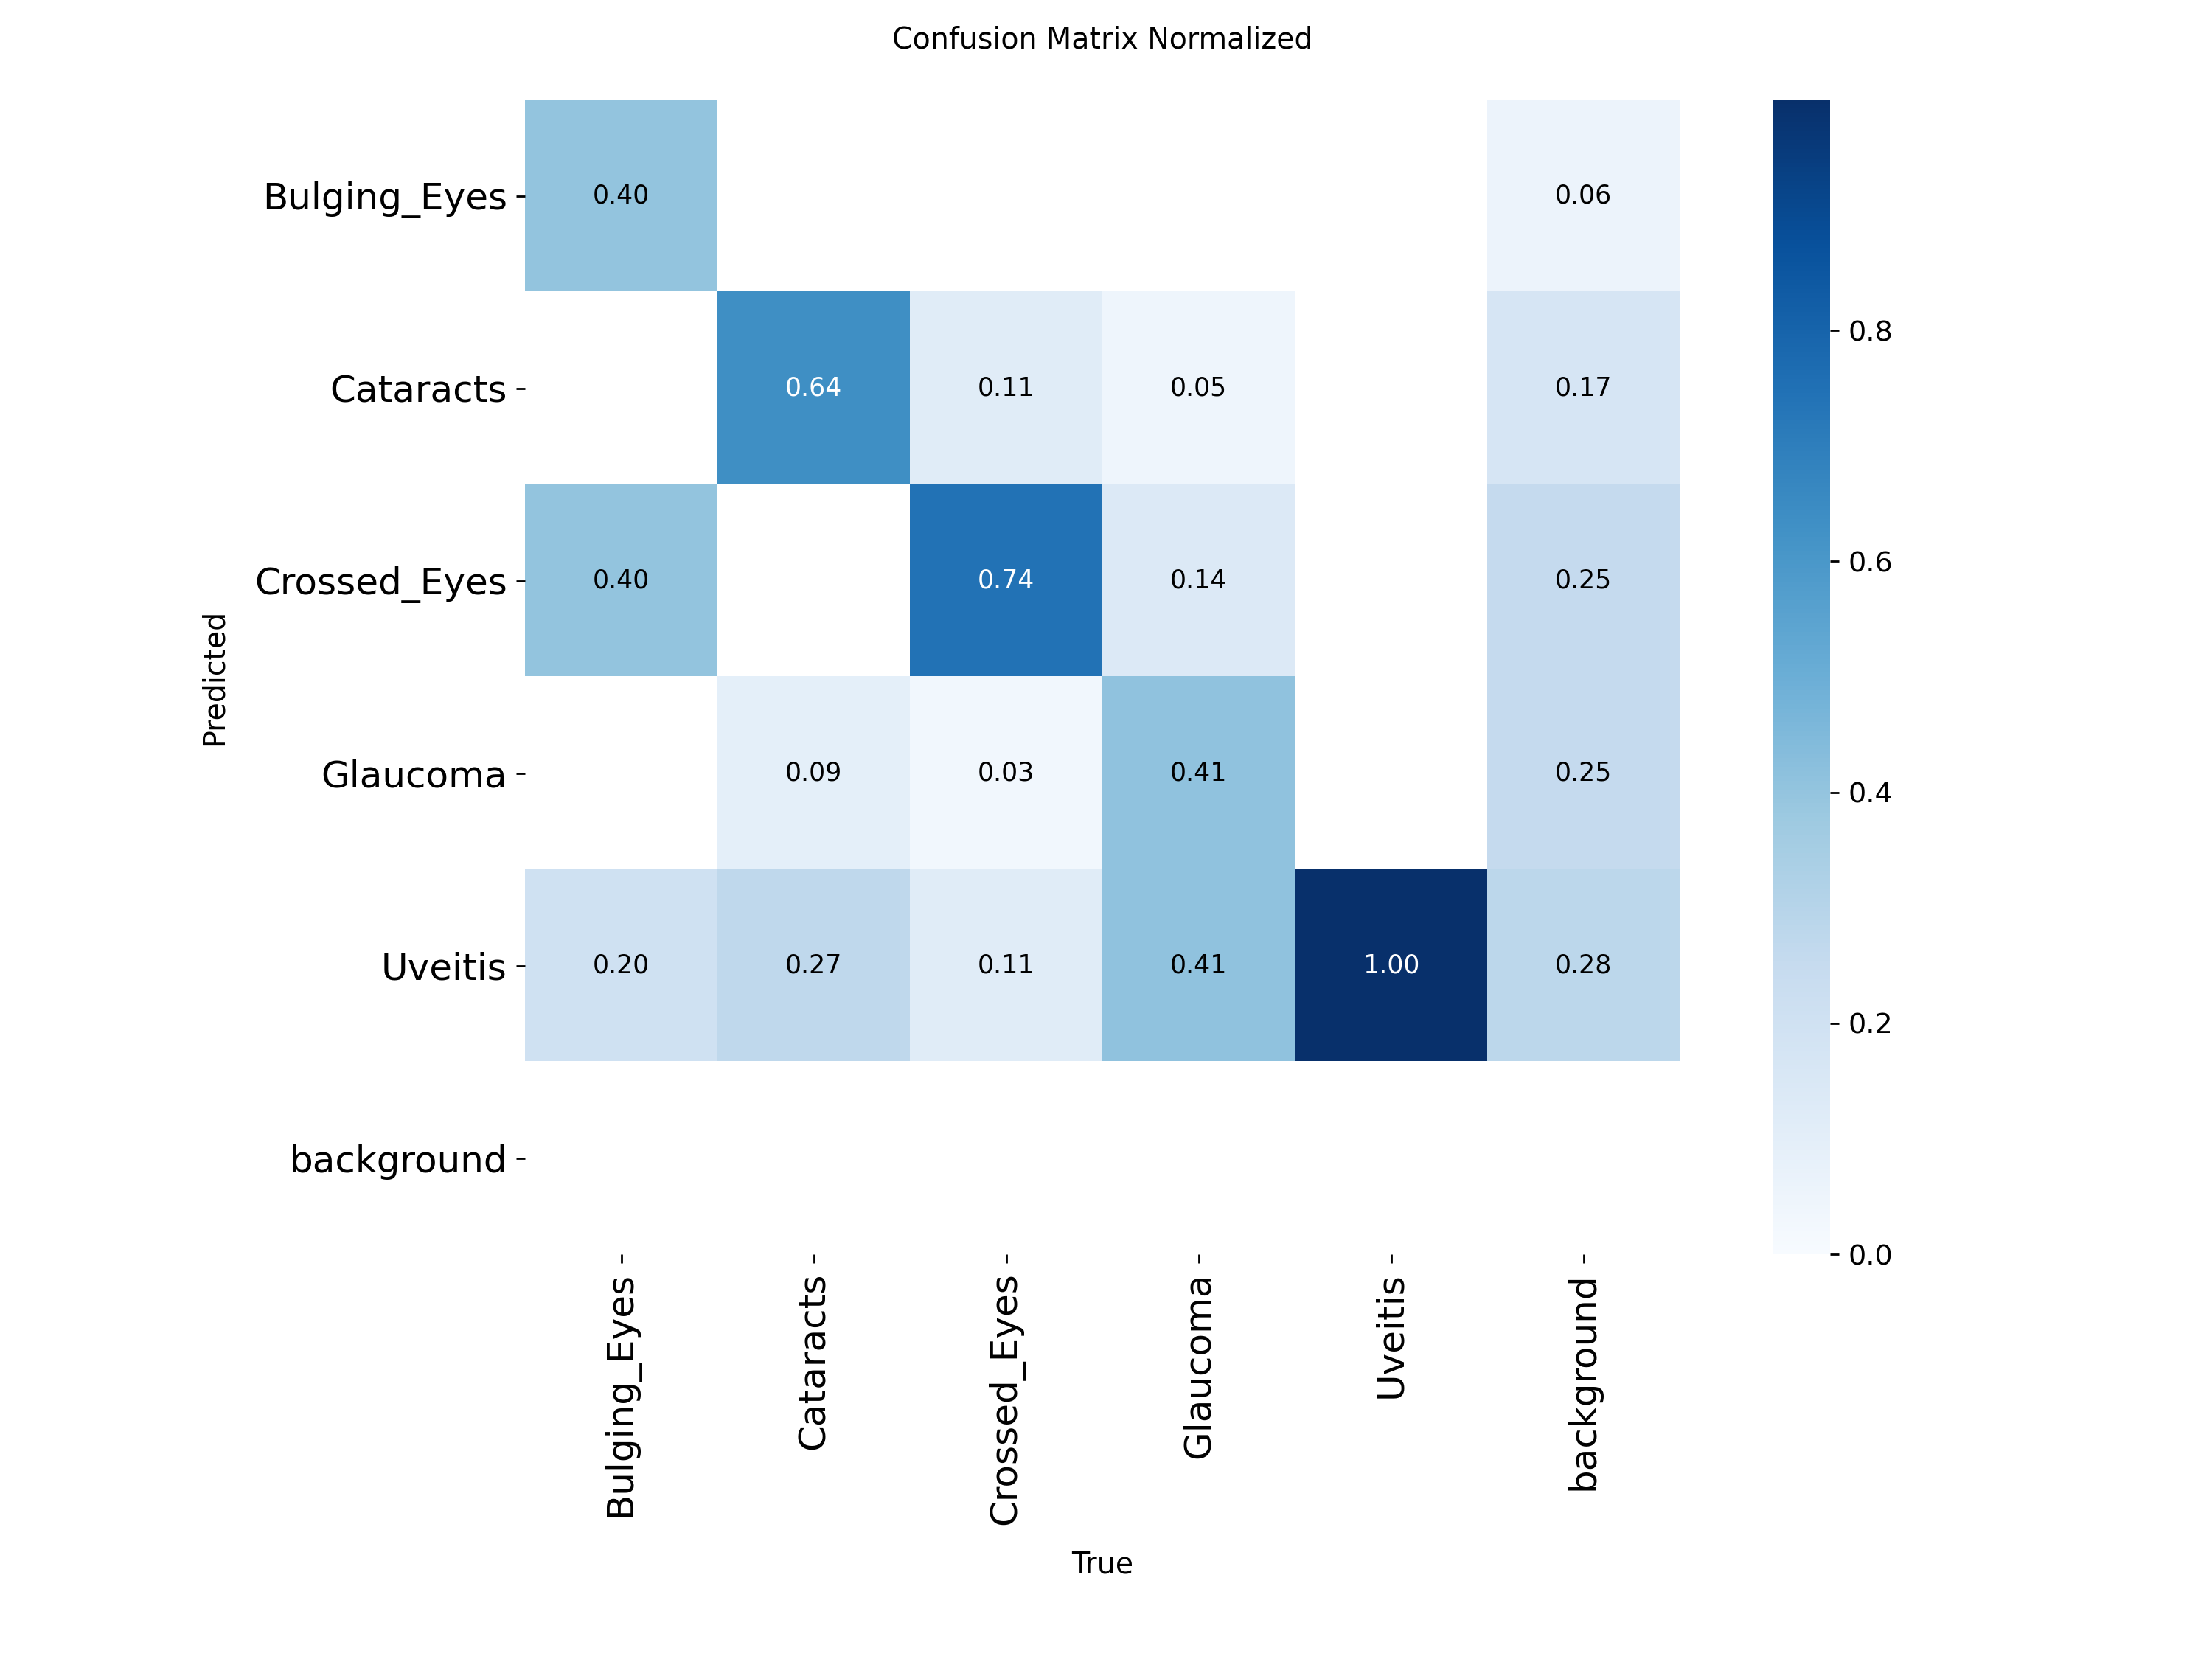 Confusion Matrix Normalized
Bulging_Eyes 0.40 0.06
Cataracts 0.64 0.11 0.05 0.17
Crossed_Eyes 0.40 0.74 0.14 0.25
Glaucoma 0.09 0.03 0.41 0.25
Uveitis 0.20 0.27 0.11 0.41 1.00 0.28
background
Predicted
Bulging_Eyes Cataracts Crossed_Eyes Glaucoma Uveitis background
True
0.8
0.6
0.4
0.2
0.0